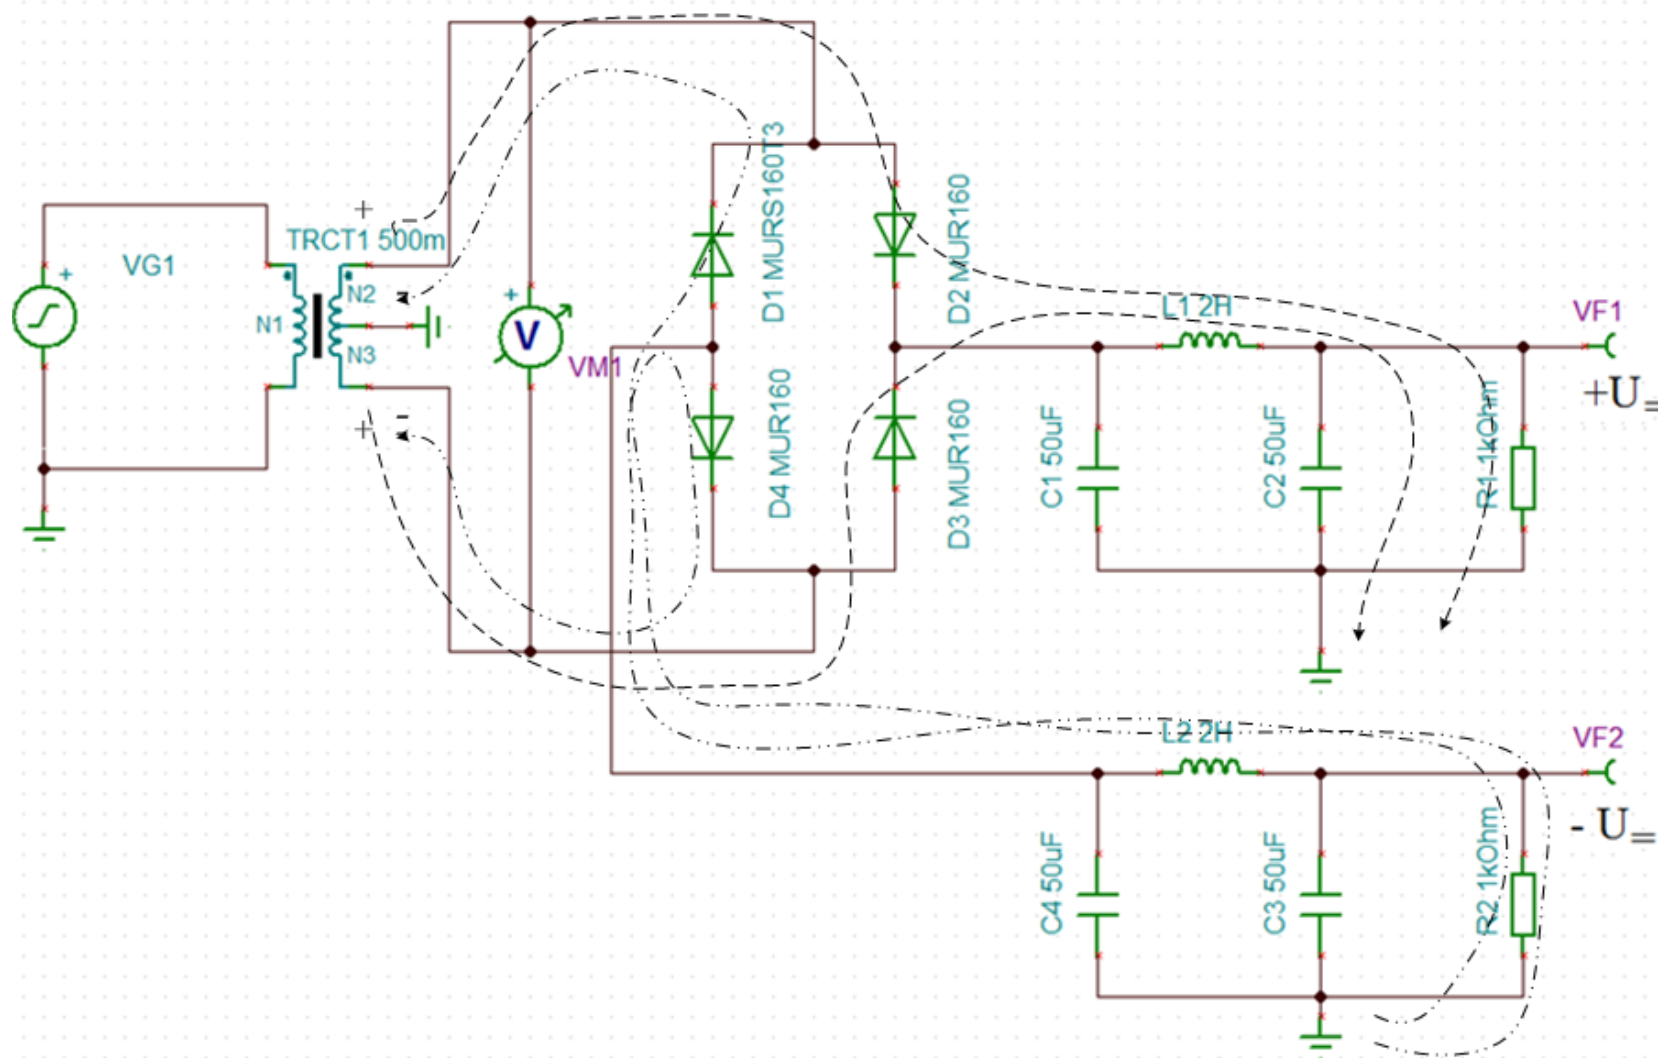 +
TRCT1 500m
VG1
+
N2
N1
N3
-
+
V
VM1
-
+
D1 MURS160T3
D2 MUR160
D4 MUR160
D3 MUR160
L1 2H
VF1
+U=
C1 50uF
C2 50uF
R1 1kOhm
L2 2H
VF2
- U=
C4 50uF
C3 50uF
R2 1kOhm